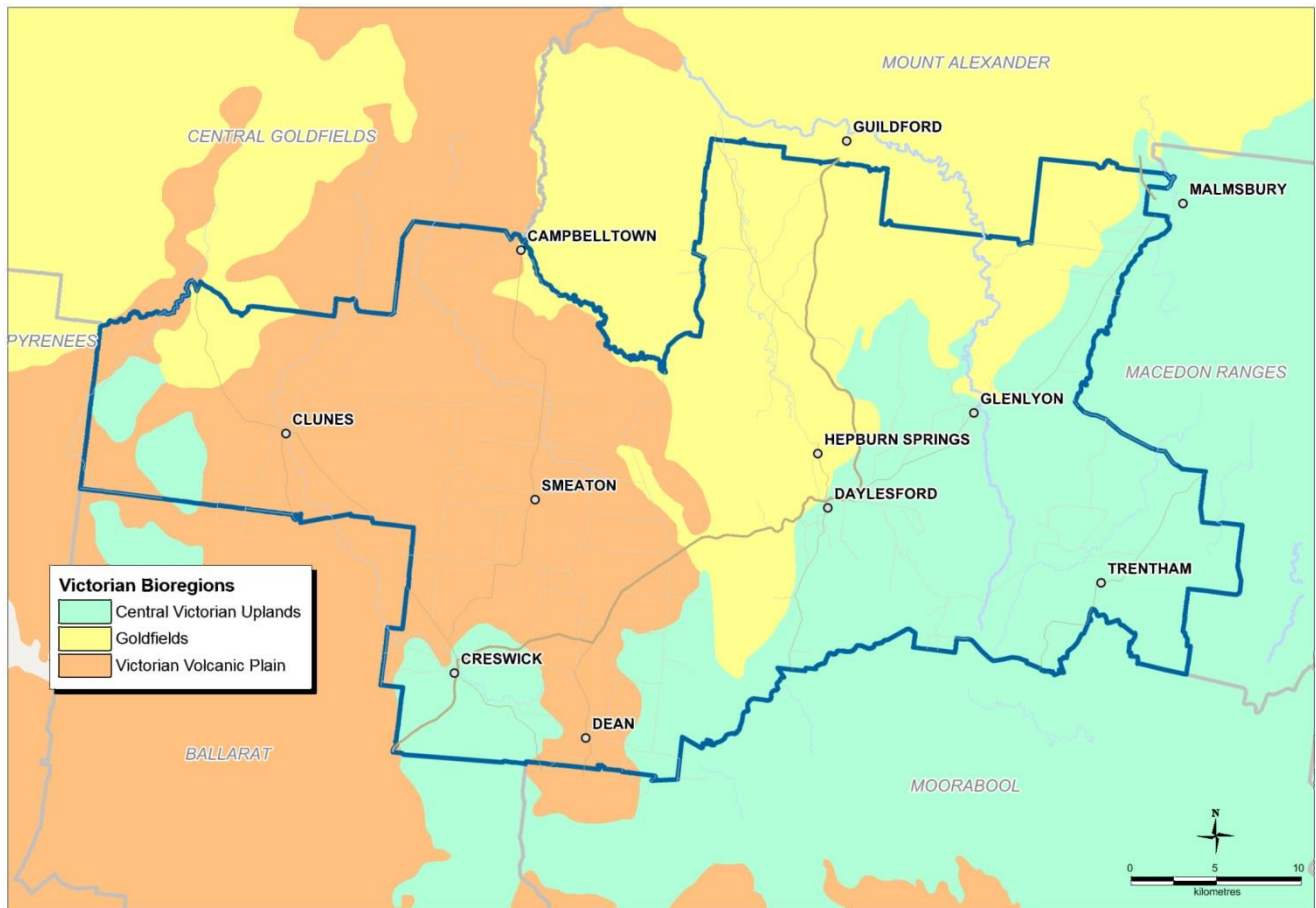 MOUNT ALEXANDER
GUILDFORD
CENTRAL GOLDFIELDS
MALMSBURY
CAMPBELLTOWN
PYRENEES
MACEDON RANGES
GLENLYON
CLUNES
HEPBURN SPRINGS
SMEATON
DAYLESFORD
TRENTHAM
Victorian Bioregions
Central Victorian Uplands
Goldfields
Victorian Volcanic Plain
CRESWICK
DEAN
BALLARAT
MOORABOOL
N
0 5 10
kilometres